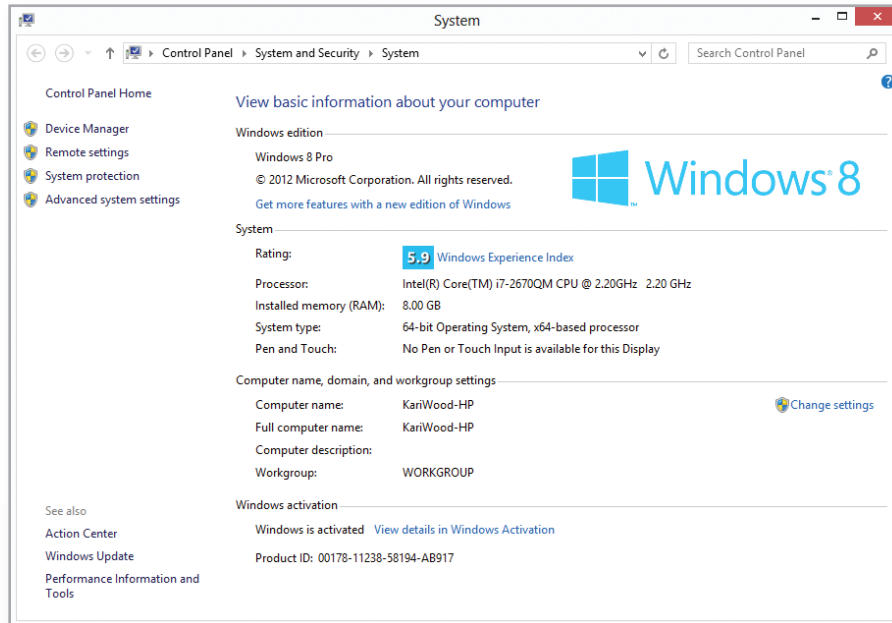 System
Control Panel System and Security System
Search Control Panel
Control Panel Home
Device Manager
Remote settings
System protection
Advanced system settings
View basic information about your computer
Windows edition
Windows 8 Pro
© 2012 Microsoft Corporation. All rights reserved.
Get more features with a new edition of Windows
Windows® 8
™
System
Rating: 5.9 Windows Experience Index
Processor: Intel(R) Core(TM) i7-2670QM CPU @ 2.20GHz 2.20 GHz
Installed memory (RAM): 8.00 GB
System type: 64-bit Operating System, x64-based processor
Pen and Touch: No Pen or Touch Input is available for this Display
Computer name, domain, and workgroup settings
Computer name: KariWood-HP Change settings
Full computer name: KariWood-HP
Computer description:
Workgroup: WORKGROUP
Windows activation
Windows is activated View details in Windows Activation
Product ID: 00178-11238-58194-AB917
See also
Action Center
Windows Update
Performance Information and
Tools